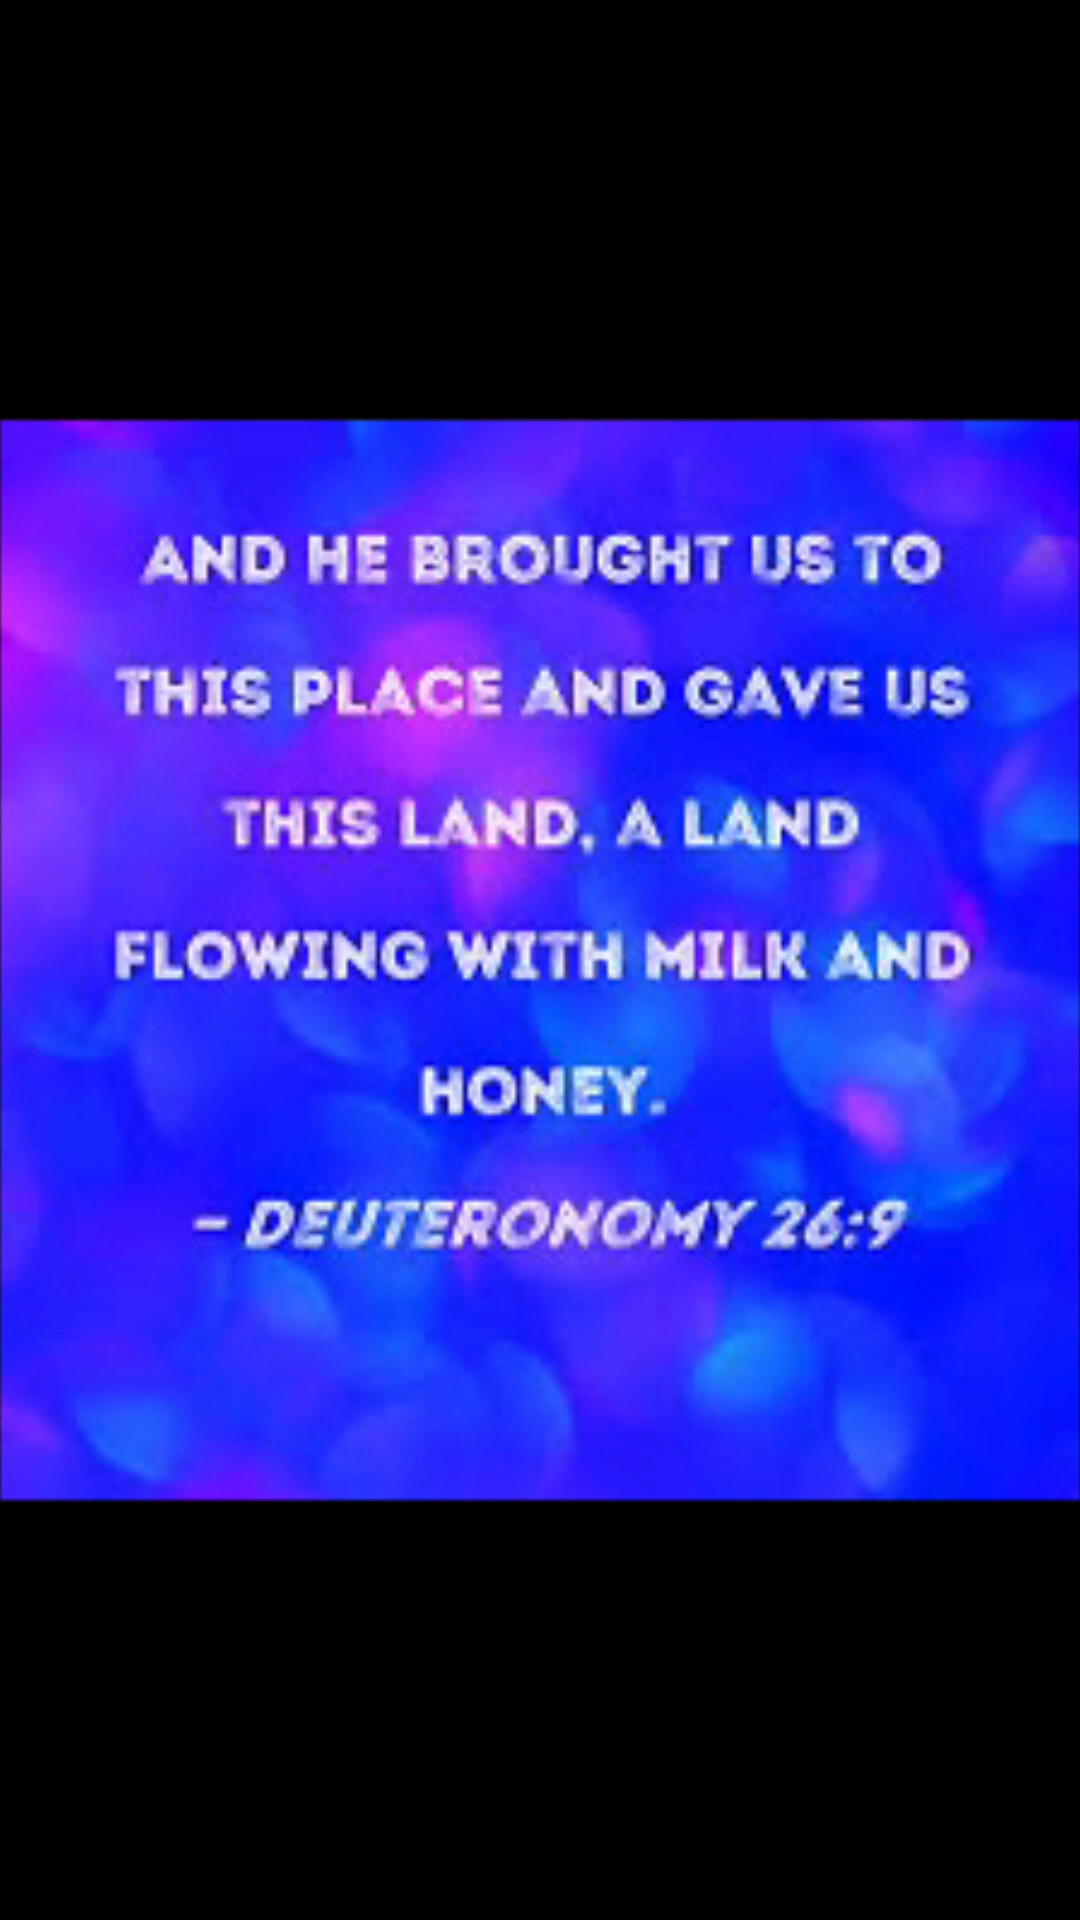 AND HE BROUGHT US TO
THIS PLACE AND GAVE US
THIS LAND, A LAND
FLOWING WITH MILK AND
HONEY.
– DEUTERONOMY 26:9